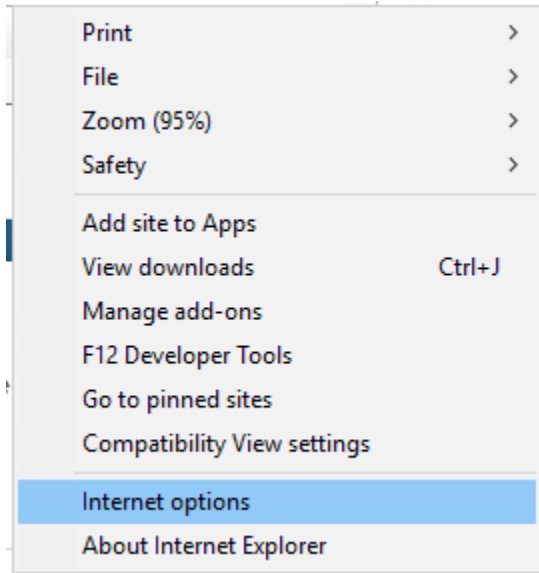 Print
File
Zoom (95%)
Safety
Add site to Apps
View downloads Ctrl+J
Manage add-ons
F12 Developer Tools
Go to pinned sites
Compatibility View settings
Internet options
About Internet Explorer